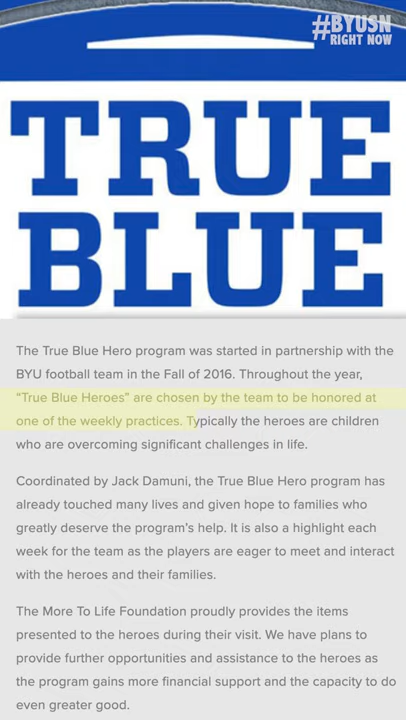 #BYUSN
RIGHT NOW
TRUE
BLUE
The True Blue Hero program was started in partnership with the
BYU football team in the Fall of 2016. Throughout the year,
“True Blue Heroes” are chosen by the team to be honored at
one of the weekly practices. Typically the heroes are children
who are overcoming significant challenges in life.
Coordinated by Jack Damuni, the True Blue Hero program has
already touched many lives and given hope to families who
greatly deserve the program’s help. It is also a highlight each
week for the team as the players are eager to meet and interact
with the heroes and their families.
The More To Life Foundation proudly provides the items
presented to the heroes during their visit. We have plans to
provide further opportunities and assistance to the heroes as
the program gains more financial support and the capacity to do
even greater good.